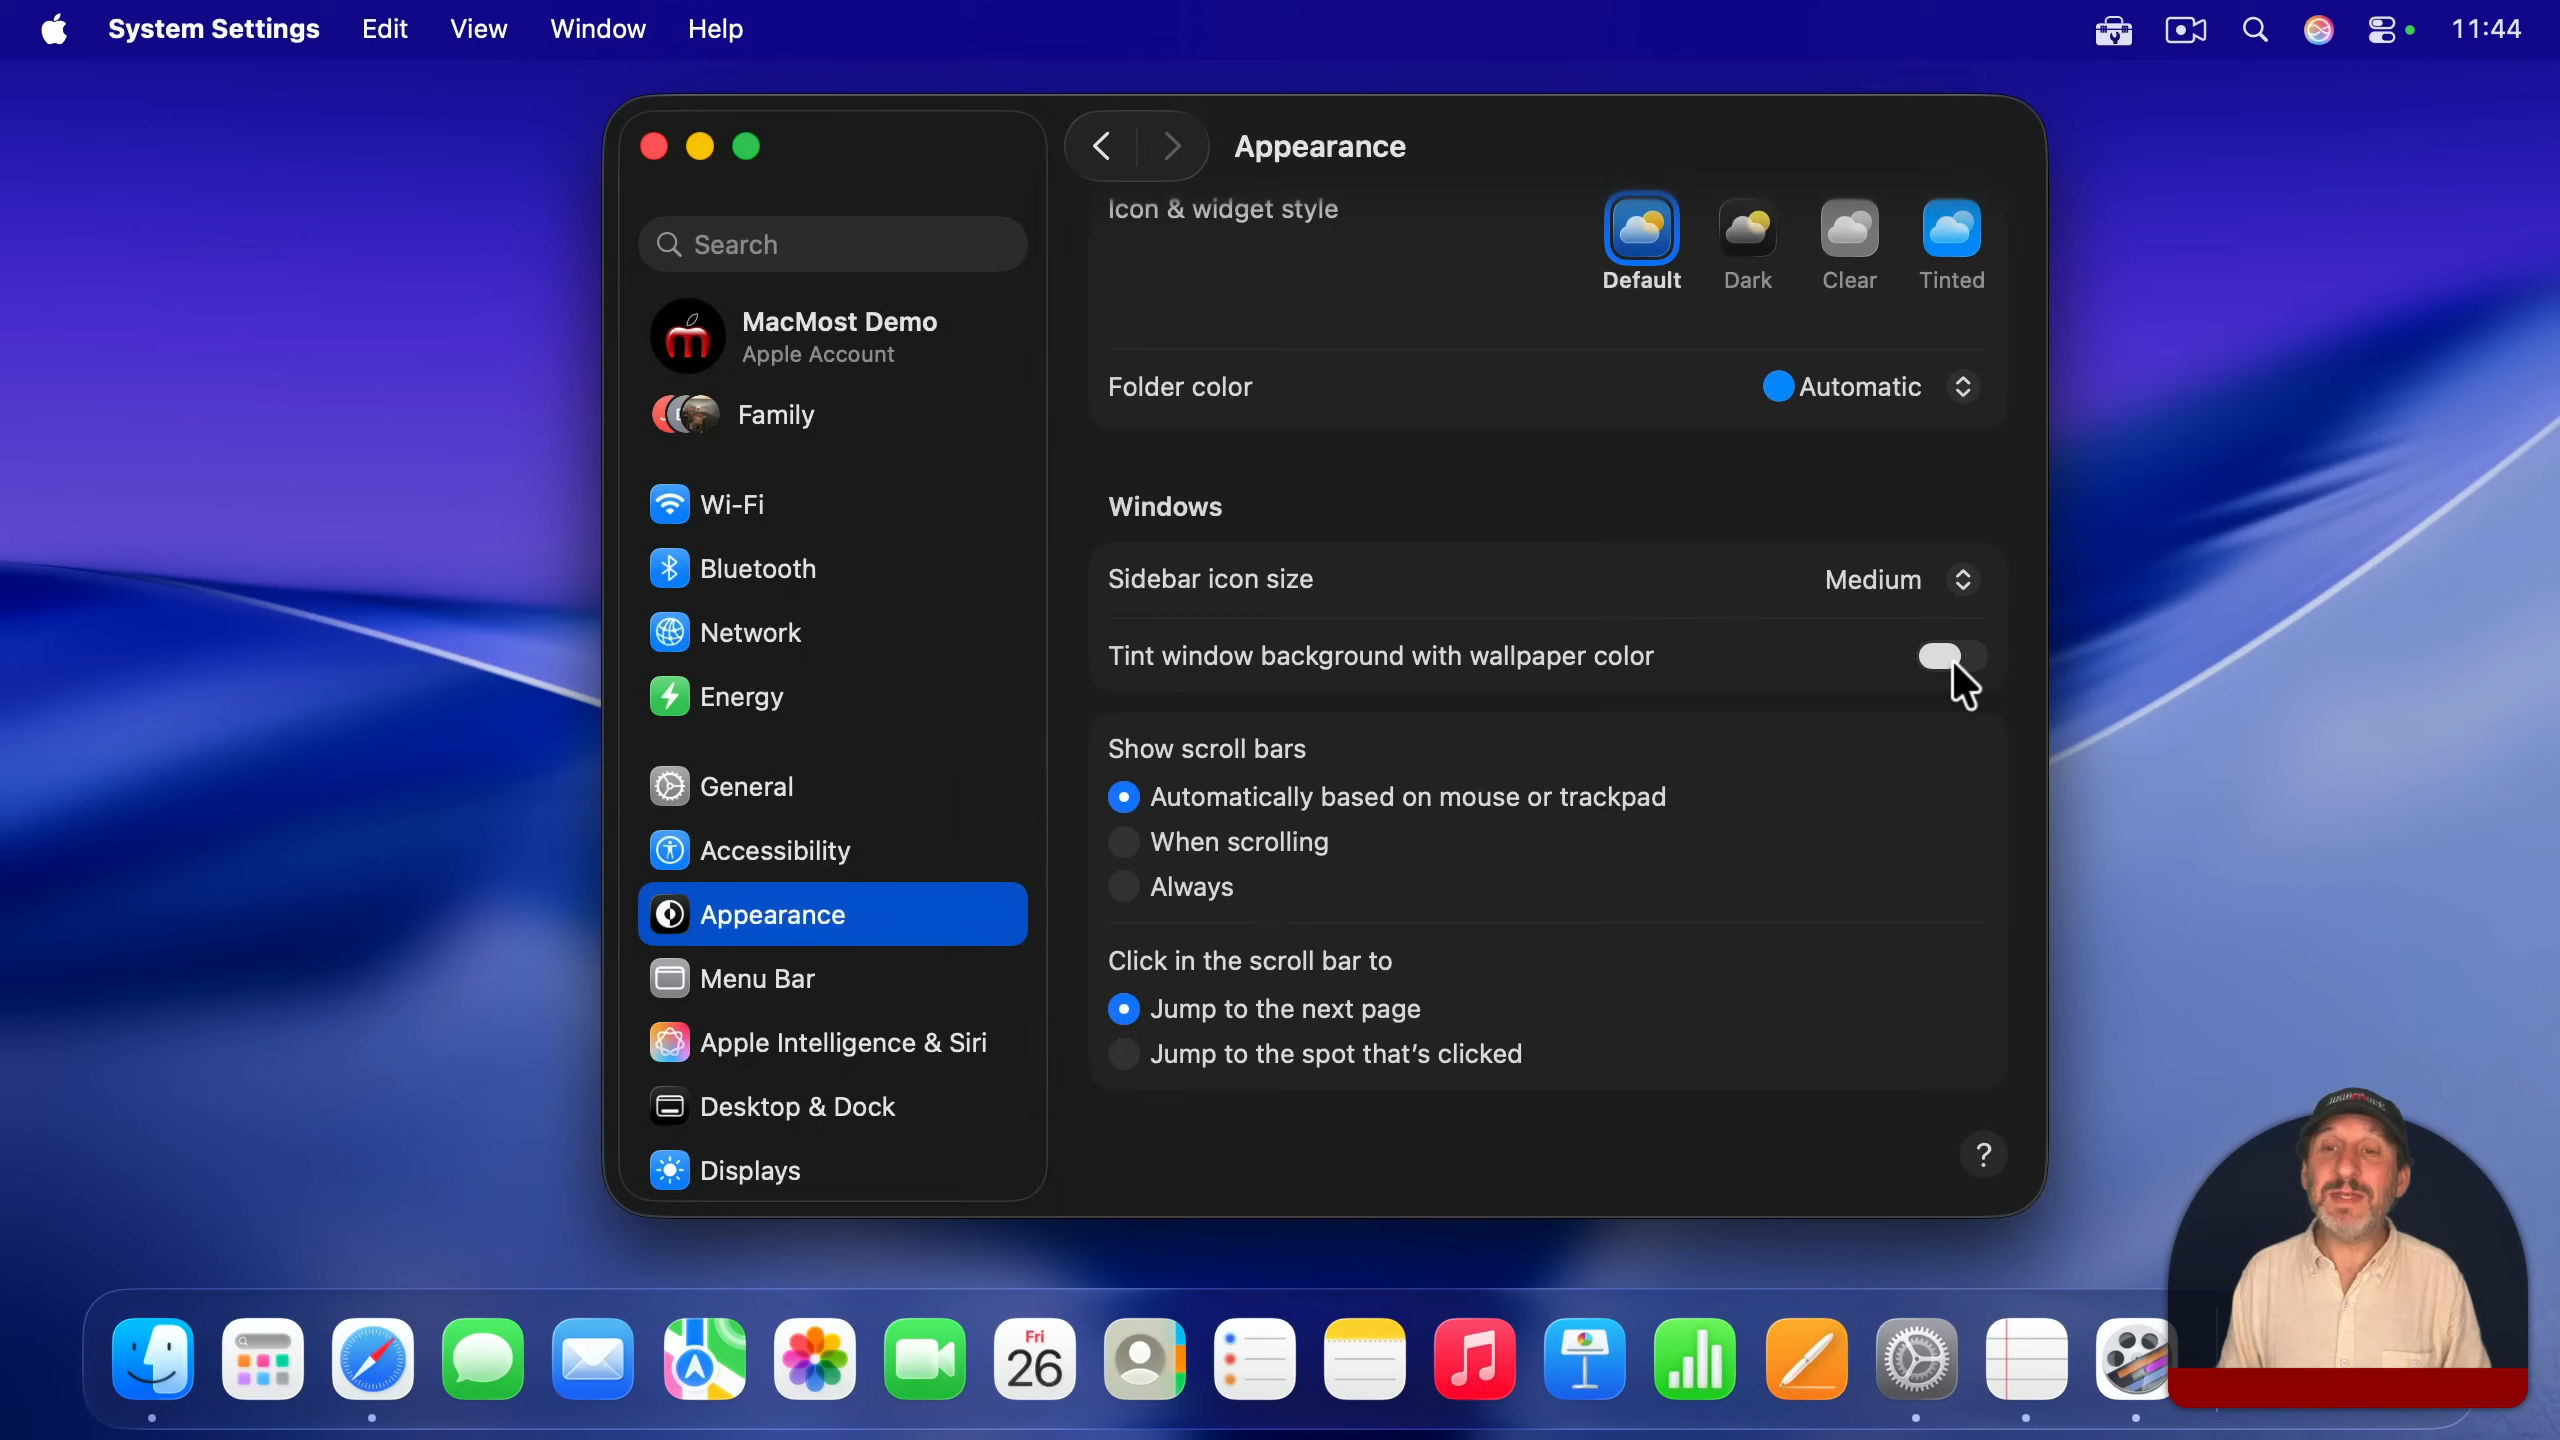 System Settings Edit View Window Help 11:44
Appearance
Icon & widget style
Default Dark Clear Tinted
Folder color Automatic
Windows
Sidebar icon size Medium
Tint window background with wallpaper color
Show scroll bars
Automatically based on mouse or trackpad
When scrolling
Always
Click in the scroll bar to
Jump to the next page
Jump to the spot that's clicked
?
Search
MacMost Demo
Apple Account
Family
Wi-Fi
Bluetooth
Network
Energy
General
Accessibility
Appearance
Menu Bar
Apple Intelligence & Siri
Desktop & Dock
Displays
Fri
26